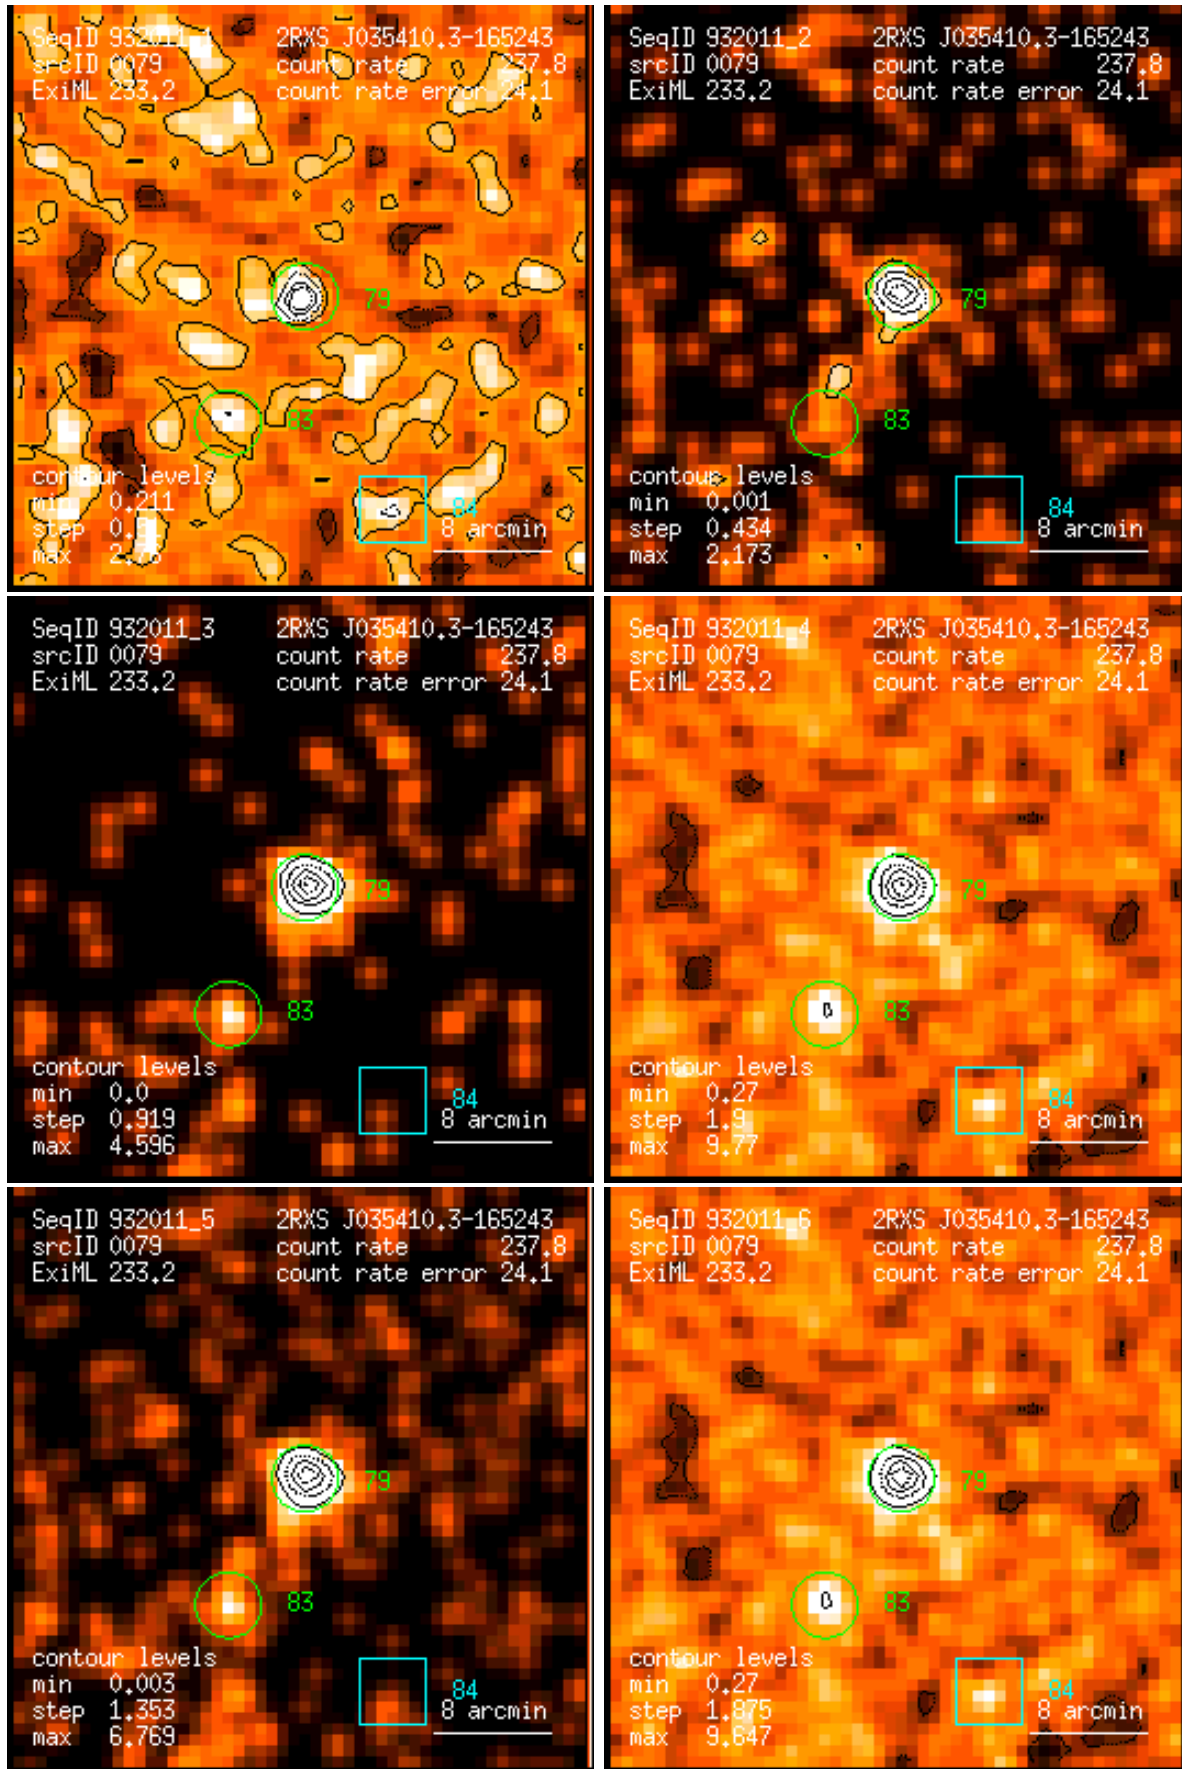 SeqID 932011_1 2RXS J035410.3-165243
srcID 0079 count rate 237.8
ExiML 233.2 count rate error 24.1
79
83
contour levels
min 0.211
step
84
8 arcmin
max
SeqID 932011_2 2RXS J035410.3-165243
srcID 0079 count rate 237.8
ExiML 233.2 count rate error 24.1
79
83
contour levels
min 0.001
84
step 0.434 8 arcmin
max 2.173
SeqID 932011_3 2RXS J035410.3-165243
srcID 0079 count rate 237.8
ExiML 233.2 count rate error 24.1
79
83
contour levels
min 0.0
84
step 0.919 8 arcmin
max 4.596
SeqID 932011_4 2RXS J035410.3-165243
srcID 0079 count rate 237.8
ExiML 233.2 count rate error 24.1
79
83
contour levels
min 0.27
84
step 1.9 8 arcmin
max 9.77
SeqID 932011_5 2RXS J035410.3-165243
srcID 0079 count rate 237.8
ExiML 233.2 count rate error 24.1
79
83
contour levels
min 0.003
84
step 1.353 8 arcmin
max 6.769
SeqID 932011_6 2RXS J035410.3-165243
srcID 0079 count rate 237.8
ExiML 233.2 count rate error 24.1
79
83
contour levels
min 0.27
84
step 1.875 8 arcmin
max 9.647